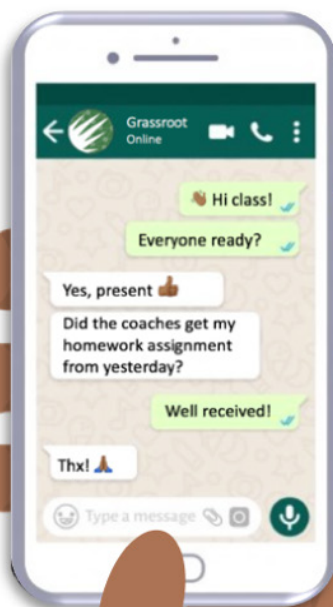 Grassroot
Online
👋🏾 Hi class!
Everyone ready?
Yes, present 👍🏾
Did the coaches get my
homework assignment
from yesterday?
Well received!
Thx! 🙏🏾
Type a message